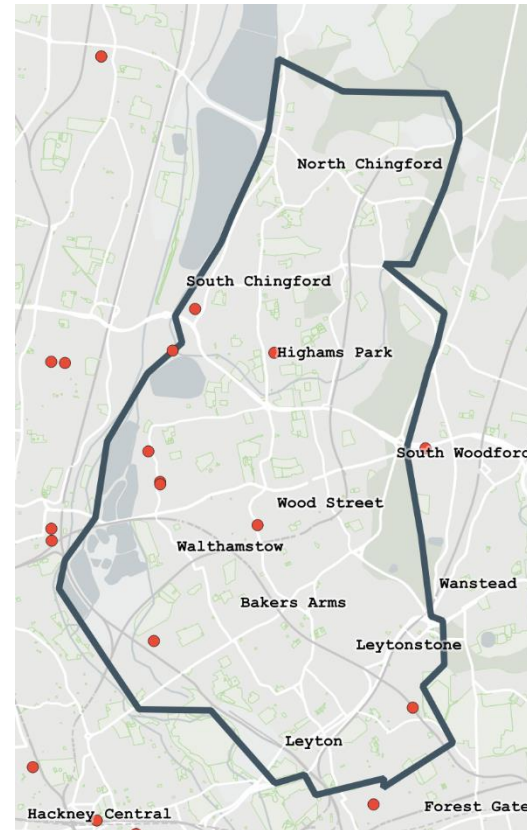 North Chingford
South Chingford
Highams Park
South Woodford
Wood Street
Walthamstow
Wanstead
Bakers Arms
Leytonstone
Leyton
Forest Gate
Hackney Central